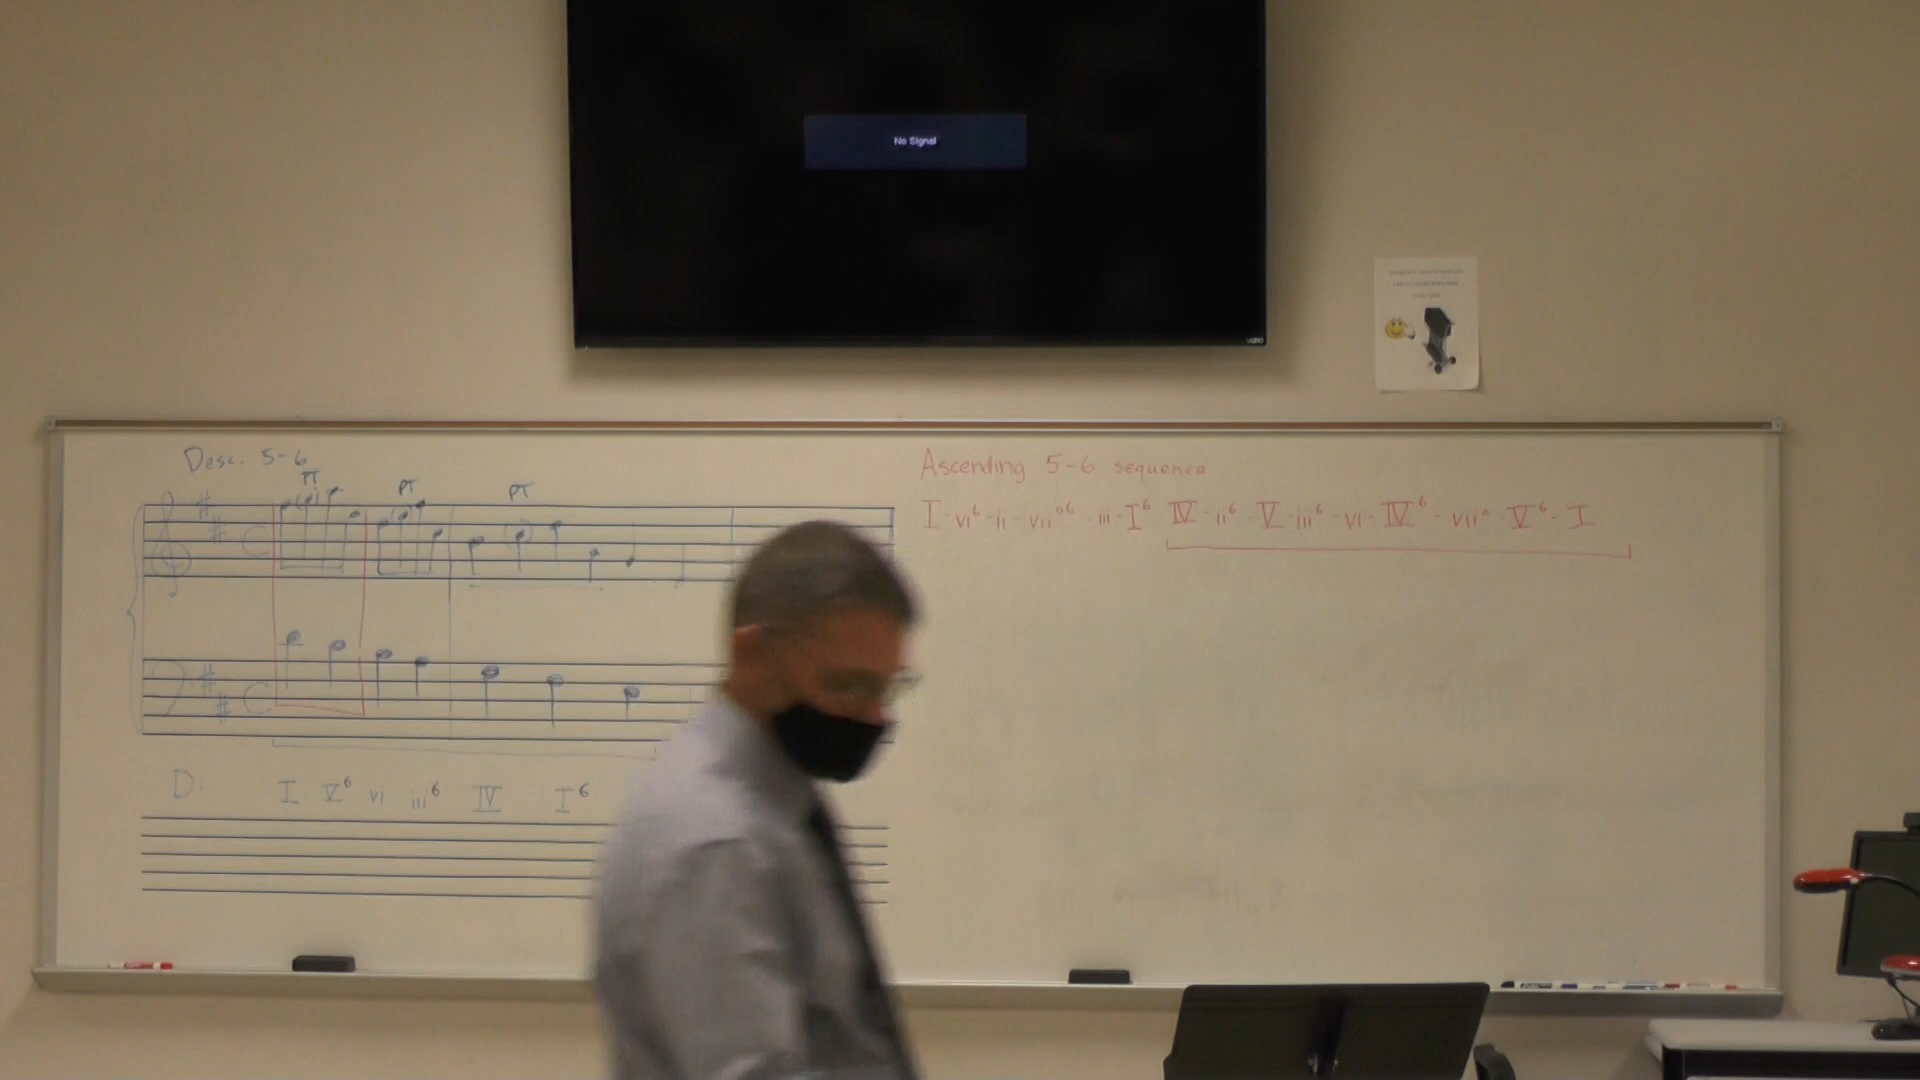 No Signal
VIZIO
Desc. 5-6
PT PT PT
C
C
D: I V⁶ vi iii⁶ IV I⁶
Ascending 5-6 sequence
I - vi⁶ - ii - vii°⁶ - iii - I⁶ IV - ii⁶ - V - iii⁶ - vi - IV⁶ - vii° - V⁶ - I